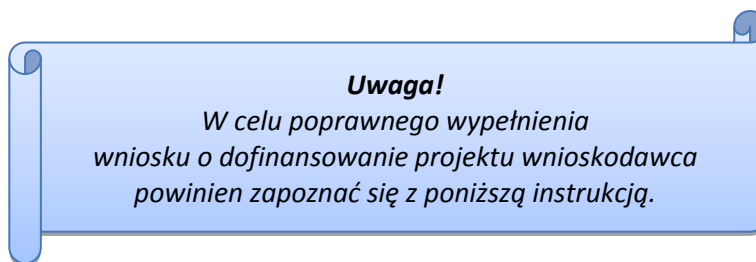 Uwaga!
W celu poprawnego wypełnienia
wniosku o dofinansowanie projektu wnioskodawca
powinien zapoznać się z poniższą instrukcją.